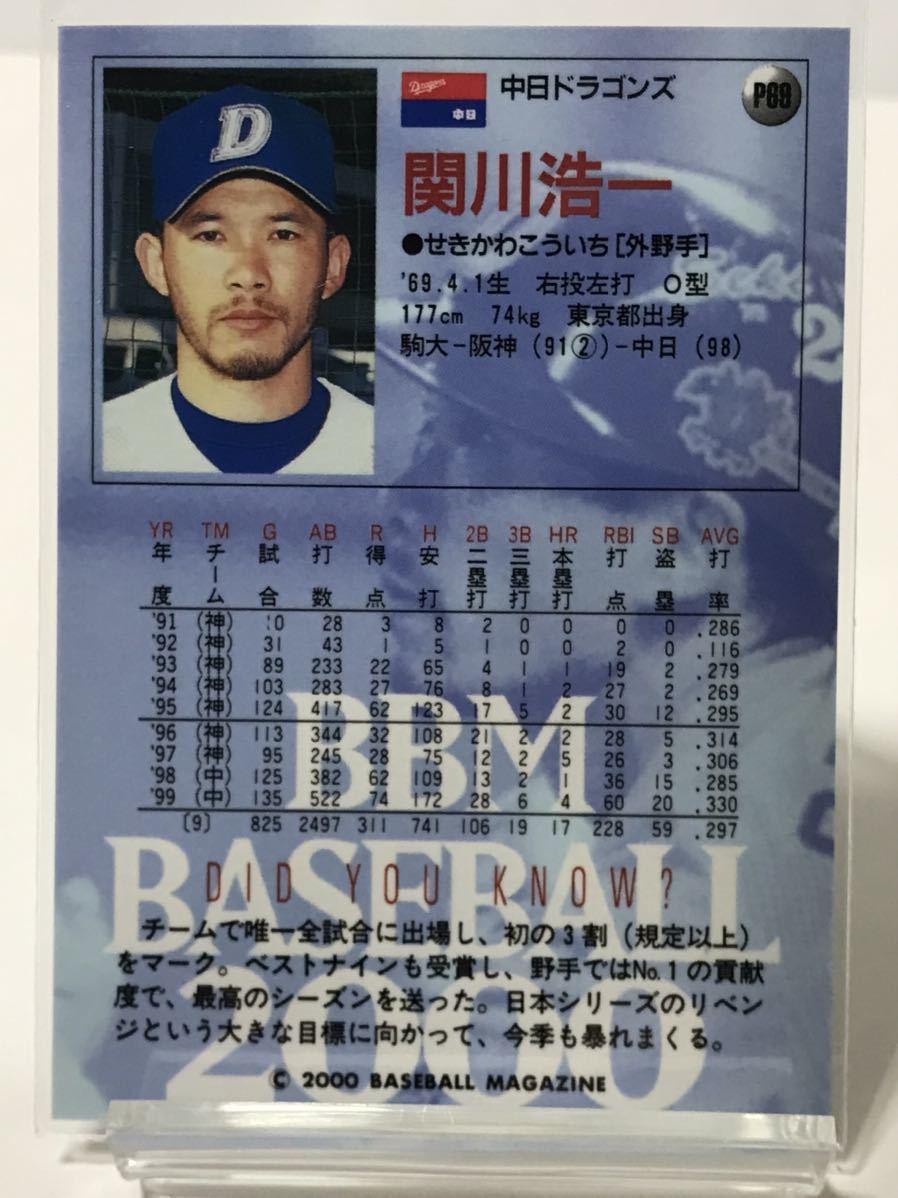 Dragons
中日
中日ドラゴンズ
P69
関川浩一
●せきかわこういち[外野手]
'69.4.1生 右投左打 O型
177cm 74kg 東京都出身
駒大－阪神（91②）－中日（98）
YR TM G AB R H 2B 3B HR RBI SB AVG
年度 チーム 試合 打数 得点 安打 二塁打 三塁打 本塁打 打点 盗塁 打率
'91 (神) 28 3 8 2 0 0 0 0 .286
'92 (神) 31 43 1 5 1 0 0 2 0 .116
'93 (神) 89 233 22 65 4 1 1 19 2 .279
'94 (神) 103 283 27 76 8 1 2 27 2 .269
'95 (神) 124 417 62 123 17 5 2 30 12 .295
'96 (神) 113 344 32 108 21 2 2 28 5 .314
'97 (神) 95 245 28 75 12 2 5 26 3 .306
'98 (中) 125 382 62 109 13 2 1 36 15 .285
'99 (中) 135 522 74 172 28 6 4 60 20 .330
〔9〕 825 2497 311 741 106 19 17 228 59 .297
BBM
BASEBALL
2000
DID YOU KNOW?
チームで唯一全試合に出場し、初の3割（規定以上）
をマーク。ベストナインも受賞し、野手ではNo.1の貢献
度で、最高のシーズンを送った。日本シリーズのリベン
ジという大きな目標に向かって、今季も暴れまくる。
© 2000 BASEBALL MAGAZINE